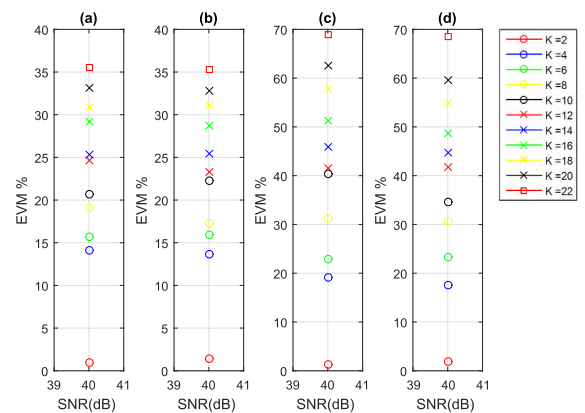 (a)
(b)
(c)
(d)
EVM %
40
35
30
25
20
15
10
5
0
39 40 41
SNR(dB)
EVM %
40
35
30
25
20
15
10
5
0
39 40 41
SNR(dB)
EVM %
70
60
50
40
30
20
10
0
39 40 41
SNR(dB)
EVM %
70
60
50
40
30
20
10
0
39 40 41
SNR(dB)
K =2
K =4
K =6
K =8
K =10
K =12
K =14
K =16
K =18
K =20
K =22